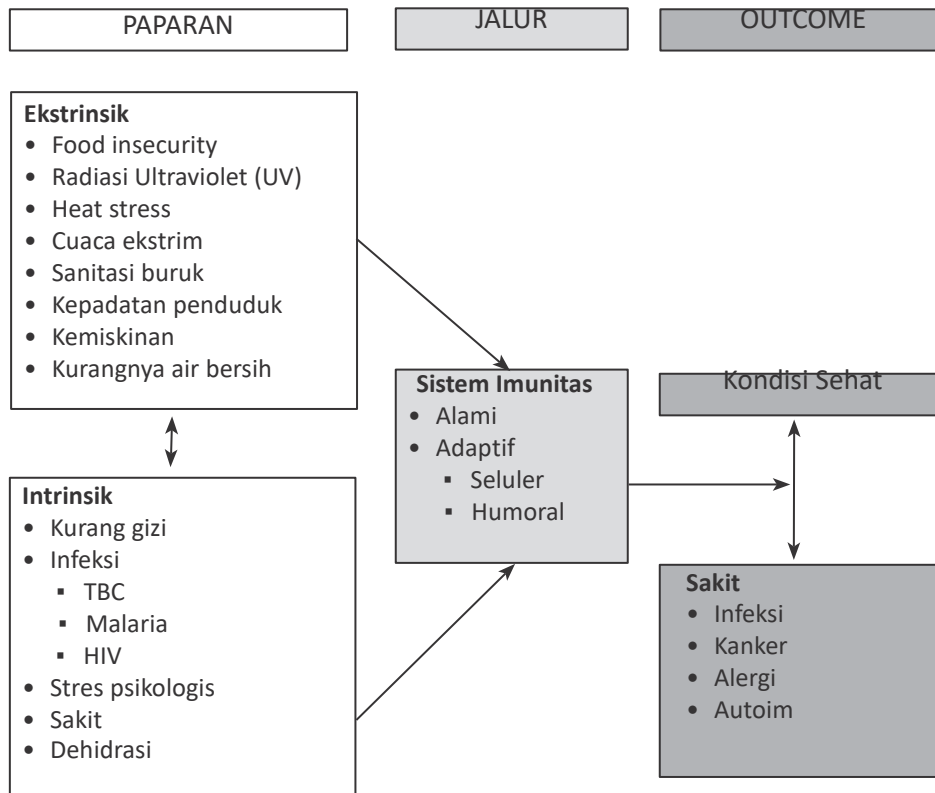 PAPARAN
JALUR
OUTCOME
Ekstrinsik
• Food insecurity
• Radiasi Ultraviolet (UV)
• Heat stress
• Cuaca ekstrim
• Sanitasi buruk
• Kepadatan penduduk
• Kemiskinan
• Kurangnya air bersih
Intrinsik
• Kurang gizi
• Infeksi
▪ TBC
▪ Malaria
▪ HIV
• Stres psikologis
• Sakit
• Dehidrasi
Sistem Imunitas
• Alami
• Adaptif
▪ Seluler
▪ Humoral
Kondisi Sehat
Sakit
• Infeksi
• Kanker
• Alergi
• Autoim